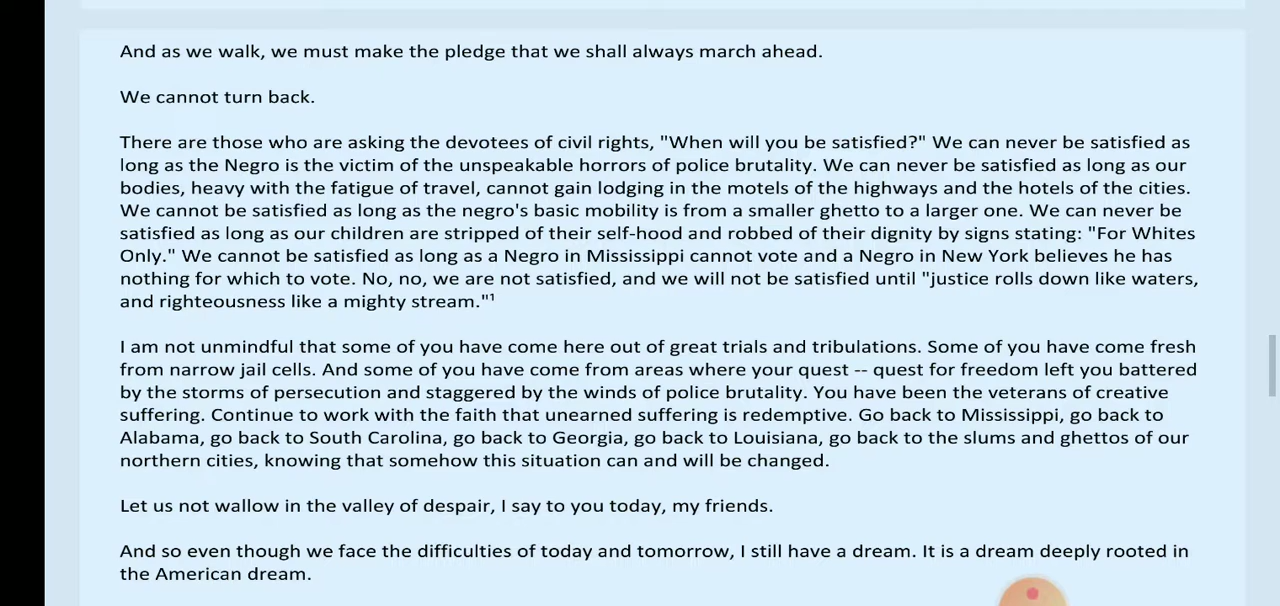 And as we walk, we must make the pledge that we shall always march ahead.
We cannot turn back.
There are those who are asking the devotees of civil rights, "When will you be satisfied?" We can never be satisfied as
long as the Negro is the victim of the unspeakable horrors of police brutality. We can never be satisfied as long as our
bodies, heavy with the fatigue of travel, cannot gain lodging in the motels of the highways and the hotels of the cities.
We cannot be satisfied as long as the negro's basic mobility is from a smaller ghetto to a larger one. We can never be
satisfied as long as our children are stripped of their self-hood and robbed of their dignity by signs stating: "For Whites
Only." We cannot be satisfied as long as a Negro in Mississippi cannot vote and a Negro in New York believes he has
nothing for which to vote. No, no, we are not satisfied, and we will not be satisfied until "justice rolls down like waters,
and righteousness like a mighty stream."¹
I am not unmindful that some of you have come here out of great trials and tribulations. Some of you have come fresh
from narrow jail cells. And some of you have come from areas where your quest -- quest for freedom left you battered
by the storms of persecution and staggered by the winds of police brutality. You have been the veterans of creative
suffering. Continue to work with the faith that unearned suffering is redemptive. Go back to Mississippi, go back to
Alabama, go back to South Carolina, go back to Georgia, go back to Louisiana, go back to the slums and ghettos of our
northern cities, knowing that somehow this situation can and will be changed.
Let us not wallow in the valley of despair, I say to you today, my friends.
And so even though we face the difficulties of today and tomorrow, I still have a dream. It is a dream deeply rooted in
the American dream.